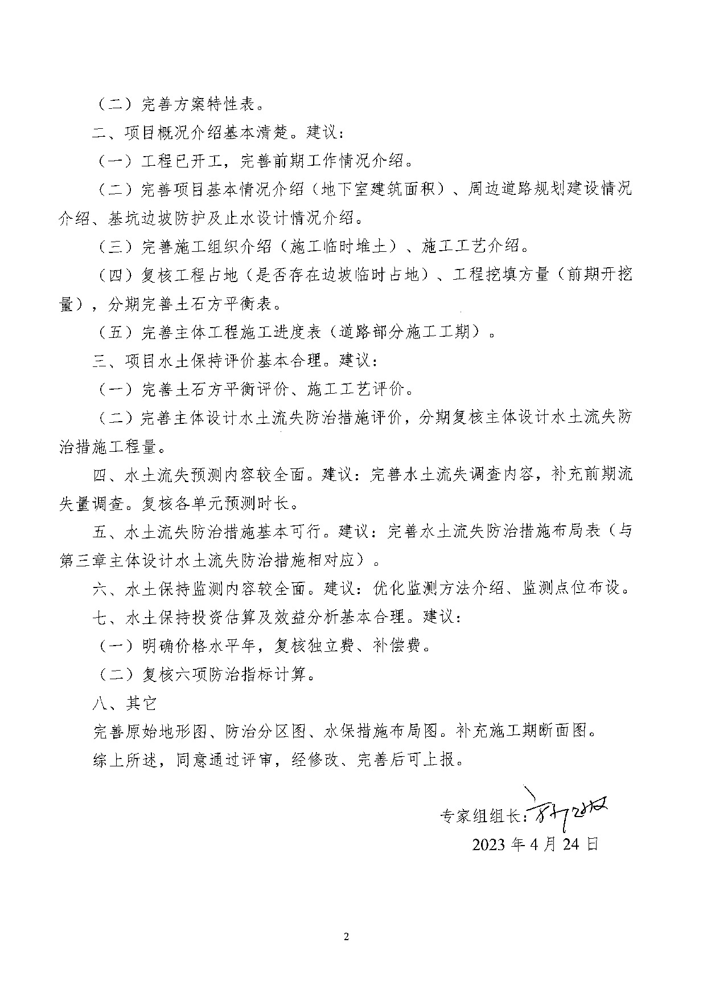 （二）完善方案特性表。
二、项目概况介绍基本清楚。建议：
（一）工程已开工，完善前期工作情况介绍。
（二）完善项目基本情况介绍（地下室建筑面积）、周边道路规划建设情况
介绍、基坑边坡防护及止水设计情况介绍。
（三）完善施工组织介绍（施工临时堆土）、施工工艺介绍。
（四）复核工程占地（是否存在边坡临时占地）、工程挖填方量（前期开挖
量），分期完善土石方平衡表。
（五）完善主体工程施工进度表（道路部分施工工期）。
三、项目水土保持评价基本合理。建议：
（一）完善土石方平衡评价、施工工艺评价。
（二）完善主体设计水土流失防治措施评价，分期复核主体设计水土流失防
治措施工程量。
四、水土流失预测内容较全面。建议：完善水土流失调查内容，补充前期流
失量调查。复核各单元预测时长。
五、水土流失防治措施基本可行。建议：完善水土流失防治措施布局表（与
第三章主体设计水土流失防治措施相对应）。
六、水土保持监测内容较全面。建议：优化监测方法介绍、监测点位布设。
七、水土保持投资估算及效益分析基本合理。建议：
（一）明确价格水平年，复核独立费、补偿费。
（二）复核六项防治指标计算。
八、其它
完善原始地形图、防治分区图、水保措施布局图。补充施工期断面图。
综上所述，同意通过评审，经修改、完善后可上报。
专家组组长：
2023 年 4 月 24 日
2